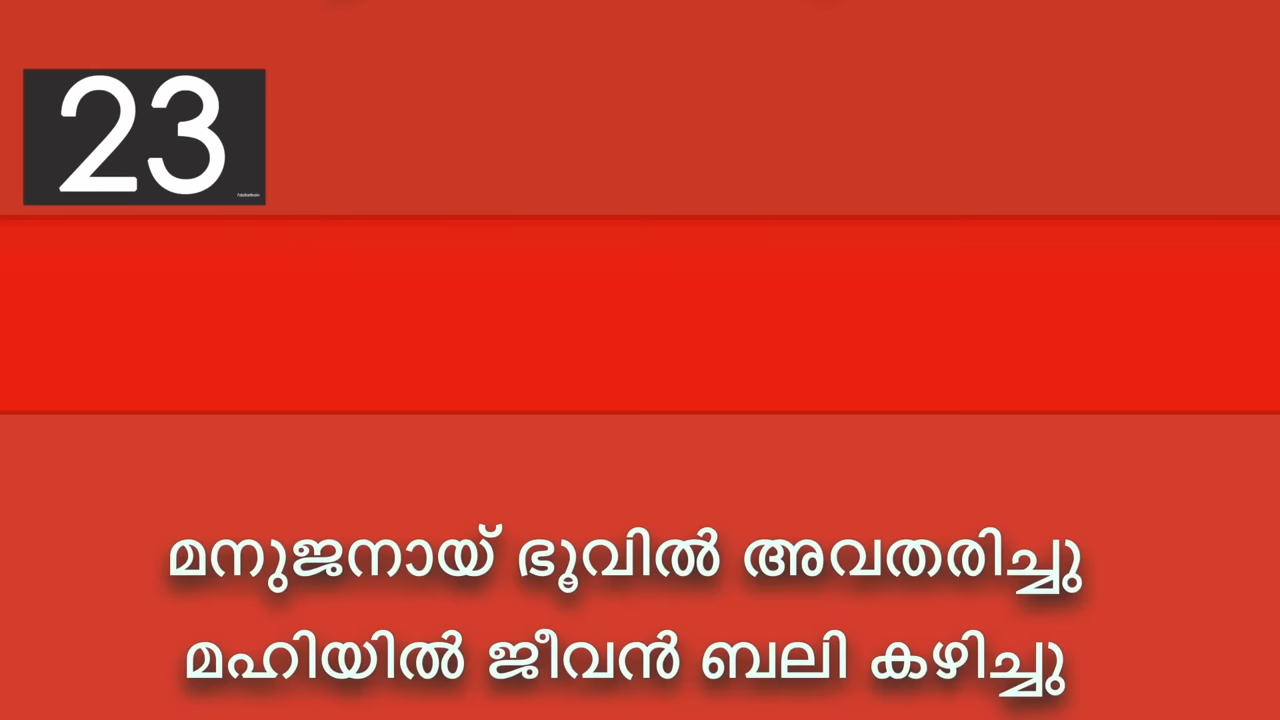 23
മനുജനായ് ഭൂവിൽ അവതരിച്ചു
മഹിയിൽ ജീവൻ ബലി കഴിച്ചു